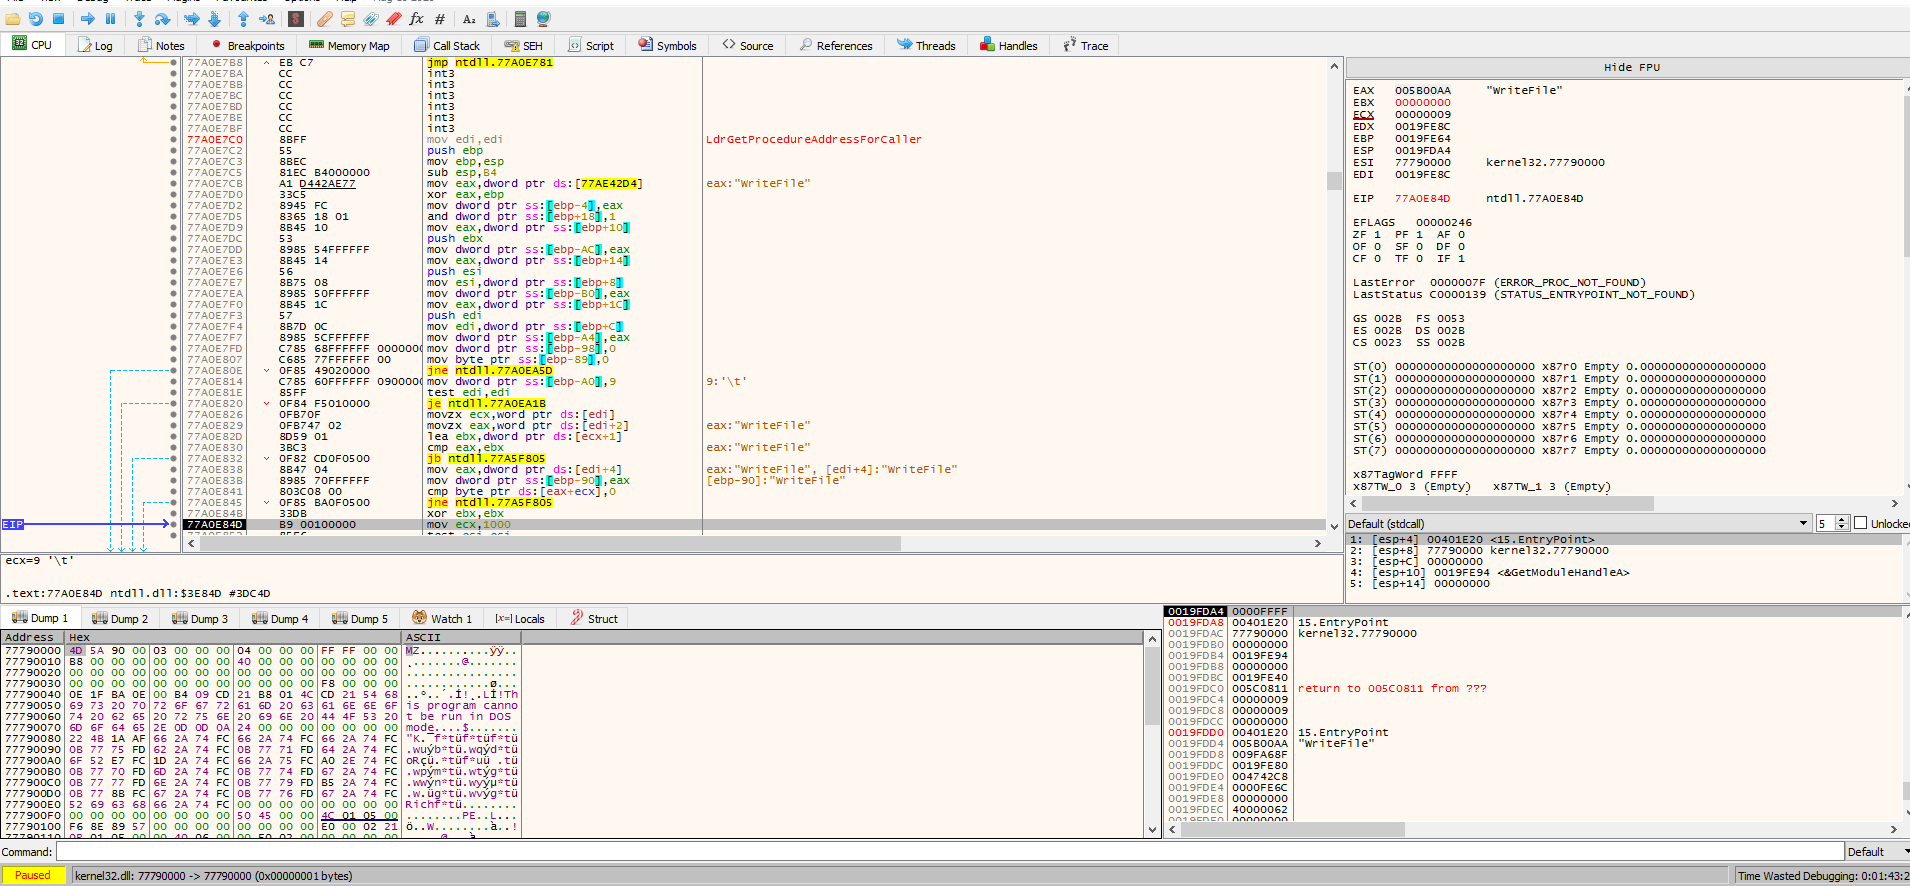 CPU Log Notes Breakpoints Memory Map Call Stack SEH Script Symbols Source References Threads Handles Trace
77A0E7B8 EB C7 jmp ntdll.77A0E781
77A0E7BA CC int3
77A0E7BB CC int3
77A0E7BC CC int3
77A0E7BD CC int3
77A0E7BE CC int3
77A0E7BF CC int3
77A0E7C0 8BFF mov edi,edi LdrGetProcedureAddressForCaller
77A0E7C2 55 push ebp
77A0E7C3 8BEC mov ebp,esp
77A0E7C5 81EC B4000000 sub esp,B4
77A0E7CB A1 D442AE77 mov eax,dword ptr ds:[77AE42D4] eax:"WriteFile"
77A0E7D0 33C5 xor eax,ebp
77A0E7D2 8945 FC mov dword ptr ss:[ebp-4],eax
77A0E7D5 8365 18 01 and dword ptr ss:[ebp+18],1
77A0E7D9 8B45 10 mov eax,dword ptr ss:[ebp+10]
77A0E7DC 53 push ebx
77A0E7DD 8985 54FFFFFF mov dword ptr ss:[ebp-AC],eax
77A0E7E3 8B45 14 mov eax,dword ptr ss:[ebp+14]
77A0E7E6 56 push esi
77A0E7E7 8B75 08 mov esi,dword ptr ss:[ebp+8]
77A0E7EA 8985 50FFFFFF mov dword ptr ss:[ebp-B0],eax
77A0E7F0 8B45 1C mov eax,dword ptr ss:[ebp+1C]
77A0E7F3 57 push edi
77A0E7F4 8B7D 0C mov edi,dword ptr ss:[ebp+C]
77A0E7F7 8985 5CFFFFFF mov dword ptr ss:[ebp-A4],eax
77A0E7FD C785 68FFFFFF 0000000 mov dword ptr ss:[ebp-98],0
77A0E807 C685 77FFFFFF 00 mov byte ptr ss:[ebp-89],0
77A0E80E 0F85 49020000 jne ntdll.77A0EA5D
77A0E814 C785 60FFFFFF 0900000 mov dword ptr ss:[ebp-A0],9 9:'\t'
77A0E81E 85FF test edi,edi
77A0E820 0F84 F5010000 je ntdll.77A0EA1B
77A0E826 0FB70F movzx ecx,word ptr ds:[edi]
77A0E829 0FB747 02 movzx eax,word ptr ds:[edi+2] eax:"WriteFile"
77A0E82D 8D59 01 lea ebx,dword ptr ds:[ecx+1]
77A0E830 3BC3 cmp eax,ebx eax:"WriteFile"
77A0E832 0F82 CD0F0500 jb ntdll.77A5F805
77A0E838 8B47 04 mov eax,dword ptr ds:[edi+4] eax:"WriteFile", [edi+4]:"WriteFile"
77A0E83B 8985 70FFFFFF mov dword ptr ss:[ebp-90],eax [ebp-90]:"WriteFile"
77A0E841 803C08 00 cmp byte ptr ds:[eax+ecx],0
77A0E845 0F85 BA0F0500 jne ntdll.77A5F805
77A0E84B 33DB xor ebx,ebx
EIP 77A0E84D B9 00100000 mov ecx,1000
ecx=9 '\t'
.text:77A0E84D ntdll.dll:$3E84D #3DC4D
Hide FPU
EAX 005B00AA "WriteFile"
EBX 00000000
ECX 00000009
EDX 0019FE8C
EBP 0019FE64
ESP 0019FDA4
ESI 77790000 kernel32.77790000
EDI 0019FE8C
EIP 77A0E84D ntdll.77A0E84D
EFLAGS 00000246
ZF 1 PF 1 AF 0
OF 0 SF 0 DF 0
CF 0 TF 0 IF 1
LastError 0000007F (ERROR_PROC_NOT_FOUND)
LastStatus C0000139 (STATUS_ENTRYPOINT_NOT_FOUND)
GS 002B FS 0053
ES 002B DS 002B
CS 0023 SS 002B
ST(0) 00000000000000000000 x87r0 Empty 0.000000000000000000
ST(1) 00000000000000000000 x87r1 Empty 0.000000000000000000
ST(2) 00000000000000000000 x87r2 Empty 0.000000000000000000
ST(3) 00000000000000000000 x87r3 Empty 0.000000000000000000
ST(4) 00000000000000000000 x87r4 Empty 0.000000000000000000
ST(5) 00000000000000000000 x87r5 Empty 0.000000000000000000
ST(6) 00000000000000000000 x87r6 Empty 0.000000000000000000
ST(7) 00000000000000000000 x87r7 Empty 0.000000000000000000
x87TagWord FFFF
x87TW_0 3 (Empty) x87TW_1 3 (Empty)
Default (stdcall) 5 Unlocked
1: [esp+4] 00401E20 <15.EntryPoint>
2: [esp+8] 77790000 kernel32.77790000
3: [esp+C] 00000000
4: [esp+10] 0019FE94 <&GetModuleHandleA>
5: [esp+14] 00000000
Dump 1 Dump 2 Dump 3 Dump 4 Dump 5 Watch 1 Locals Struct
Address Hex ASCII
77790000 4D 5A 90 00 03 00 00 00 04 00 00 00 FF FF 00 00 MZ..........ÿÿ..
77790010 B8 00 00 00 00 00 00 00 40 00 00 00 00 00 00 00 ¸.......@.......
77790020 00 00 00 00 00 00 00 00 00 00 00 00 00 00 00 00 ................
77790030 00 00 00 00 00 00 00 00 00 00 00 00 F8 00 00 00 ............ø...
77790040 0E 1F BA 0E 00 B4 09 CD 21 B8 01 4C CD 21 54 68 ..º..´.Í!¸.LÍ!Th
77790050 69 73 20 70 72 6F 67 72 61 6D 20 63 61 6E 6E 6F is program canno
77790060 74 20 62 65 20 72 75 6E 20 69 6E 20 44 4F 53 20 t be run in DOS
77790070 6D 6F 64 65 2E 0D 0D 0A 24 00 00 00 00 00 00 00 mode....$.......
77790080 22 4B 1A AF 66 2A 74 FC 66 2A 74 FC 66 2A 74 FC "K.¯f*tüf*tüf*tü
77790090 0B 77 75 FD 62 2A 74 FC 0B 77 71 FD 64 2A 74 FC .wuýb*tü.wqýd*tü
777900A0 6F 52 E7 FC 1D 2A 74 FC 66 2A 75 FC A0 2E 74 FC oRçü.*tüf*uü .tü
777900B0 0B 77 70 FD 6D 2A 74 FC 0B 77 74 FD 67 2A 74 FC .wpým*tü.wtýg*tü
777900C0 0B 77 77 FD 6E 2A 74 FC 0B 77 79 FD B5 2A 74 FC .wwýn*tü.wyýµ*tü
777900D0 0B 77 8B FC 67 2A 74 FC 0B 77 76 FD 67 2A 74 FC .w.üg*tü.wvýg*tü
777900E0 52 69 63 68 66 2A 74 FC 00 00 00 00 00 00 00 00 Richf*tü........
777900F0 00 00 00 00 00 00 00 00 50 45 00 00 4C 01 05 00 ........PE..L...
77790100 F6 8E 89 57 00 00 00 00 00 00 00 00 E0 00 02 21 ö..W........à..!
0019FDA4 0000FFFF
0019FDA8 00401E20 15.EntryPoint
0019FDAC 77790000 kernel32.77790000
0019FDB0 00000000
0019FDB4 0019FE94
0019FDB8 00000000
0019FDBC 0019FE40
0019FDC0 005C0811 return to 005C0811 from ???
0019FDC4 00000009
0019FDC8 00000009
0019FDCC 00000000
0019FDD0 00401E20 15.EntryPoint
0019FDD4 005B00AA "WriteFile"
0019FDD8 009FA68F
0019FDDC 0019FE80
0019FDE0 004742C8
0019FDE4 0000FE6C
0019FDE8 00000000
0019FDEC 40000062
Command: Default
Paused kernel32.dll: 77790000 -> 77790000 (0x00000001 bytes) Time Wasted Debugging: 0:01:43:2